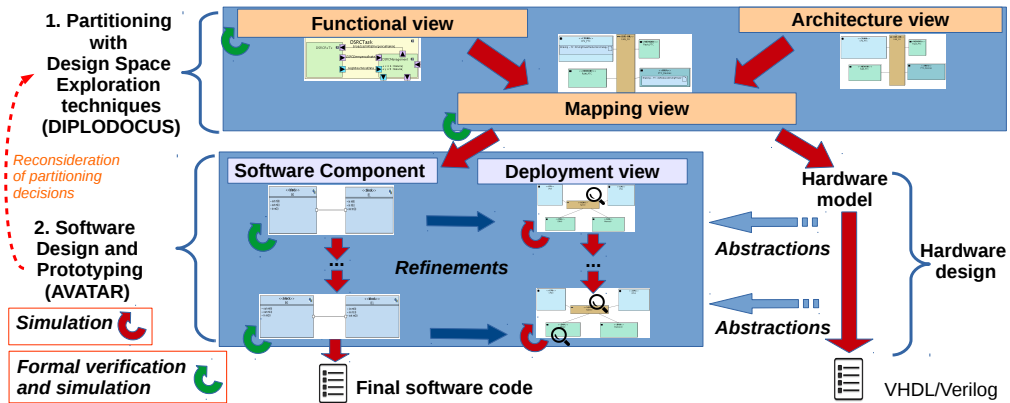 1. Partitioning
with
Design Space
Exploration
techniques
(DIPLODOCUS)
Functional view
Architecture view
DSRCTask
Mapping view
Reconsideration
of partitioning
decisions
Software Component
Deployment view
Hardware
model
2. Software
Design and
Prototyping
(AVATAR)
...
...
Refinements
Abstractions
Abstractions
Hardware
design
Simulation
Formal verification
and simulation
Final software code
VHDL/Verilog